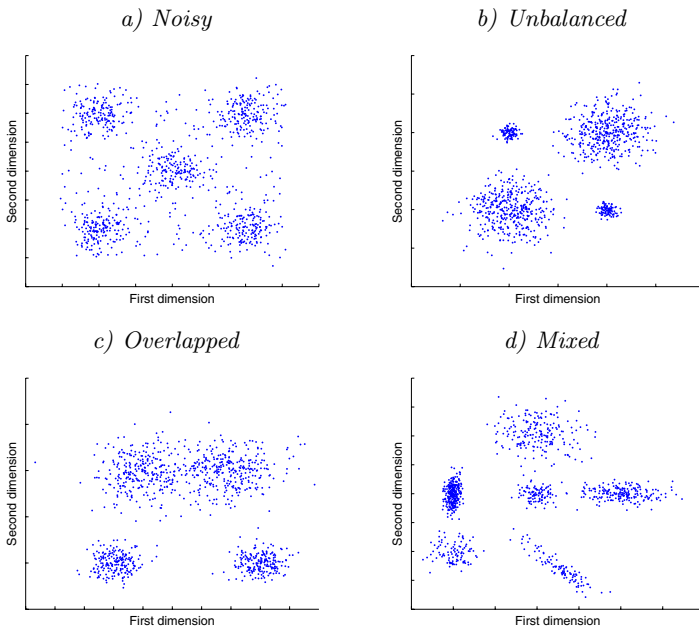 a) Noisy
b) Unbalanced
Second dimension
First dimension
Second dimension
First dimension
c) Overlapped
d) Mixed
Second dimension
First dimension
Second dimension
First dimension